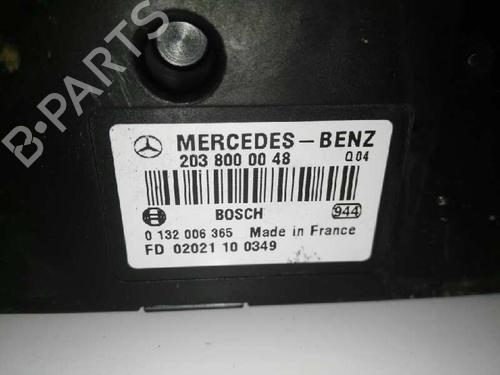 B-PARTS
MERCEDES-BENZ
203 800 00 48 Q04
BOSCH 944
0 132 006 365 Made in France
FD 02021 10 0349